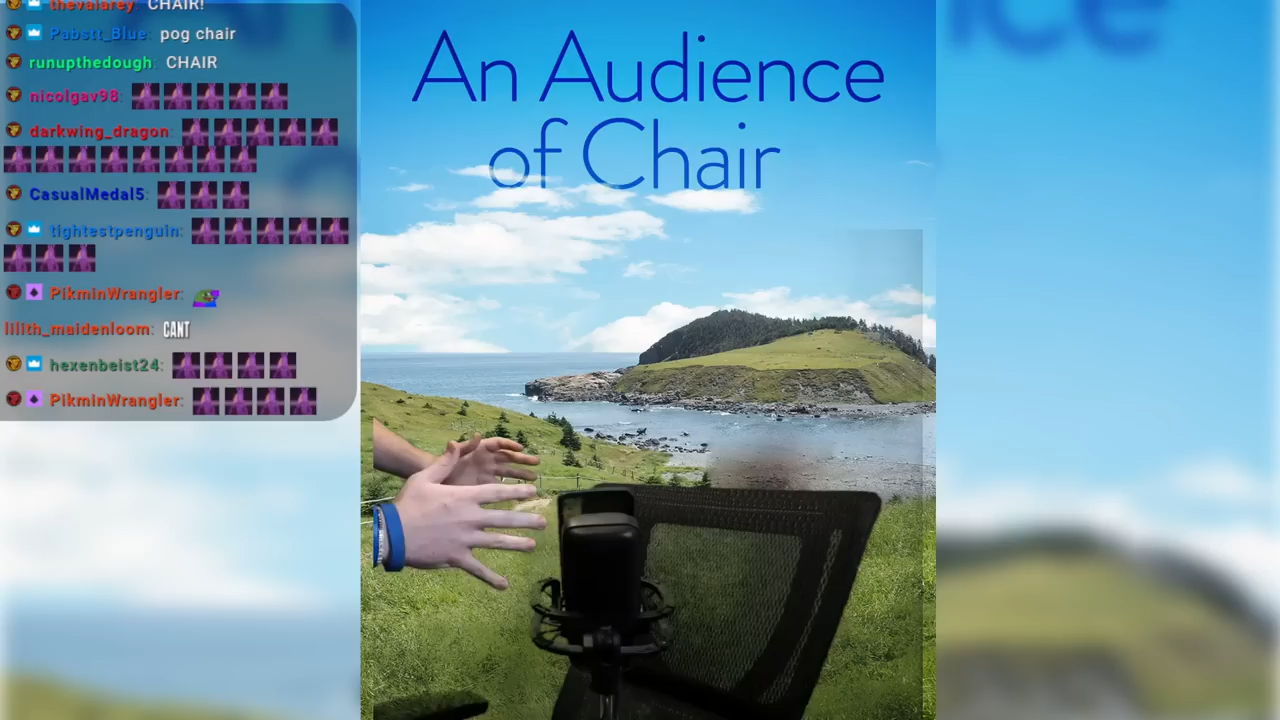 thevalarey: CHAIR!
Pabstt_Blue: pog chair
runupthedough: CHAIR
nicolgav98:
darkwing_dragon:
CasualMedal5:
tightestpenguin:
PikminWrangler:
lilith_maidenloom: CANT
hexenbeist24:
PikminWrangler:
An Audience
of Chair